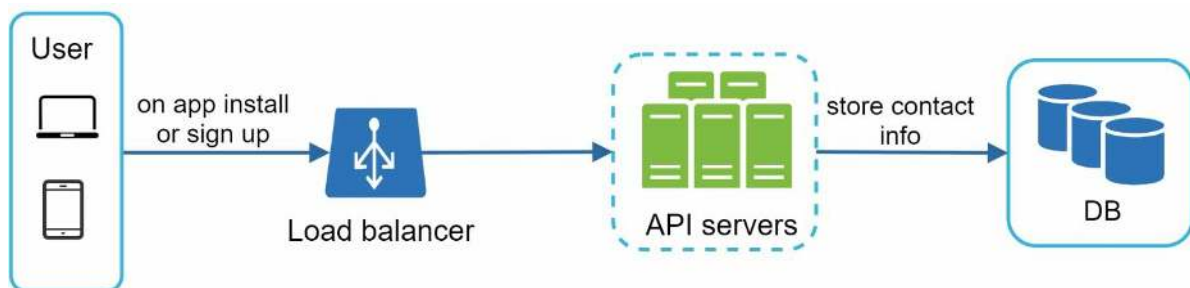 User
on app install
or sign up
Load balancer
API servers
store contact
info
DB